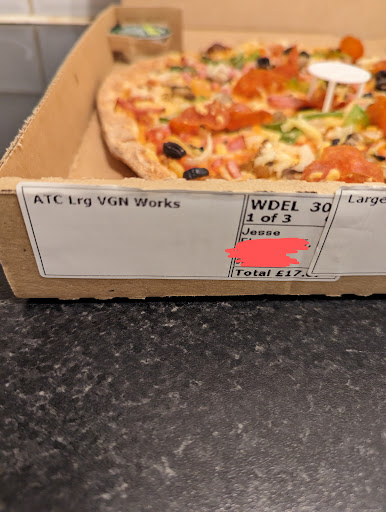 ATC Lrg VGN Works
WDEL 30
1 of 3
Jesse
Total £17.
Large